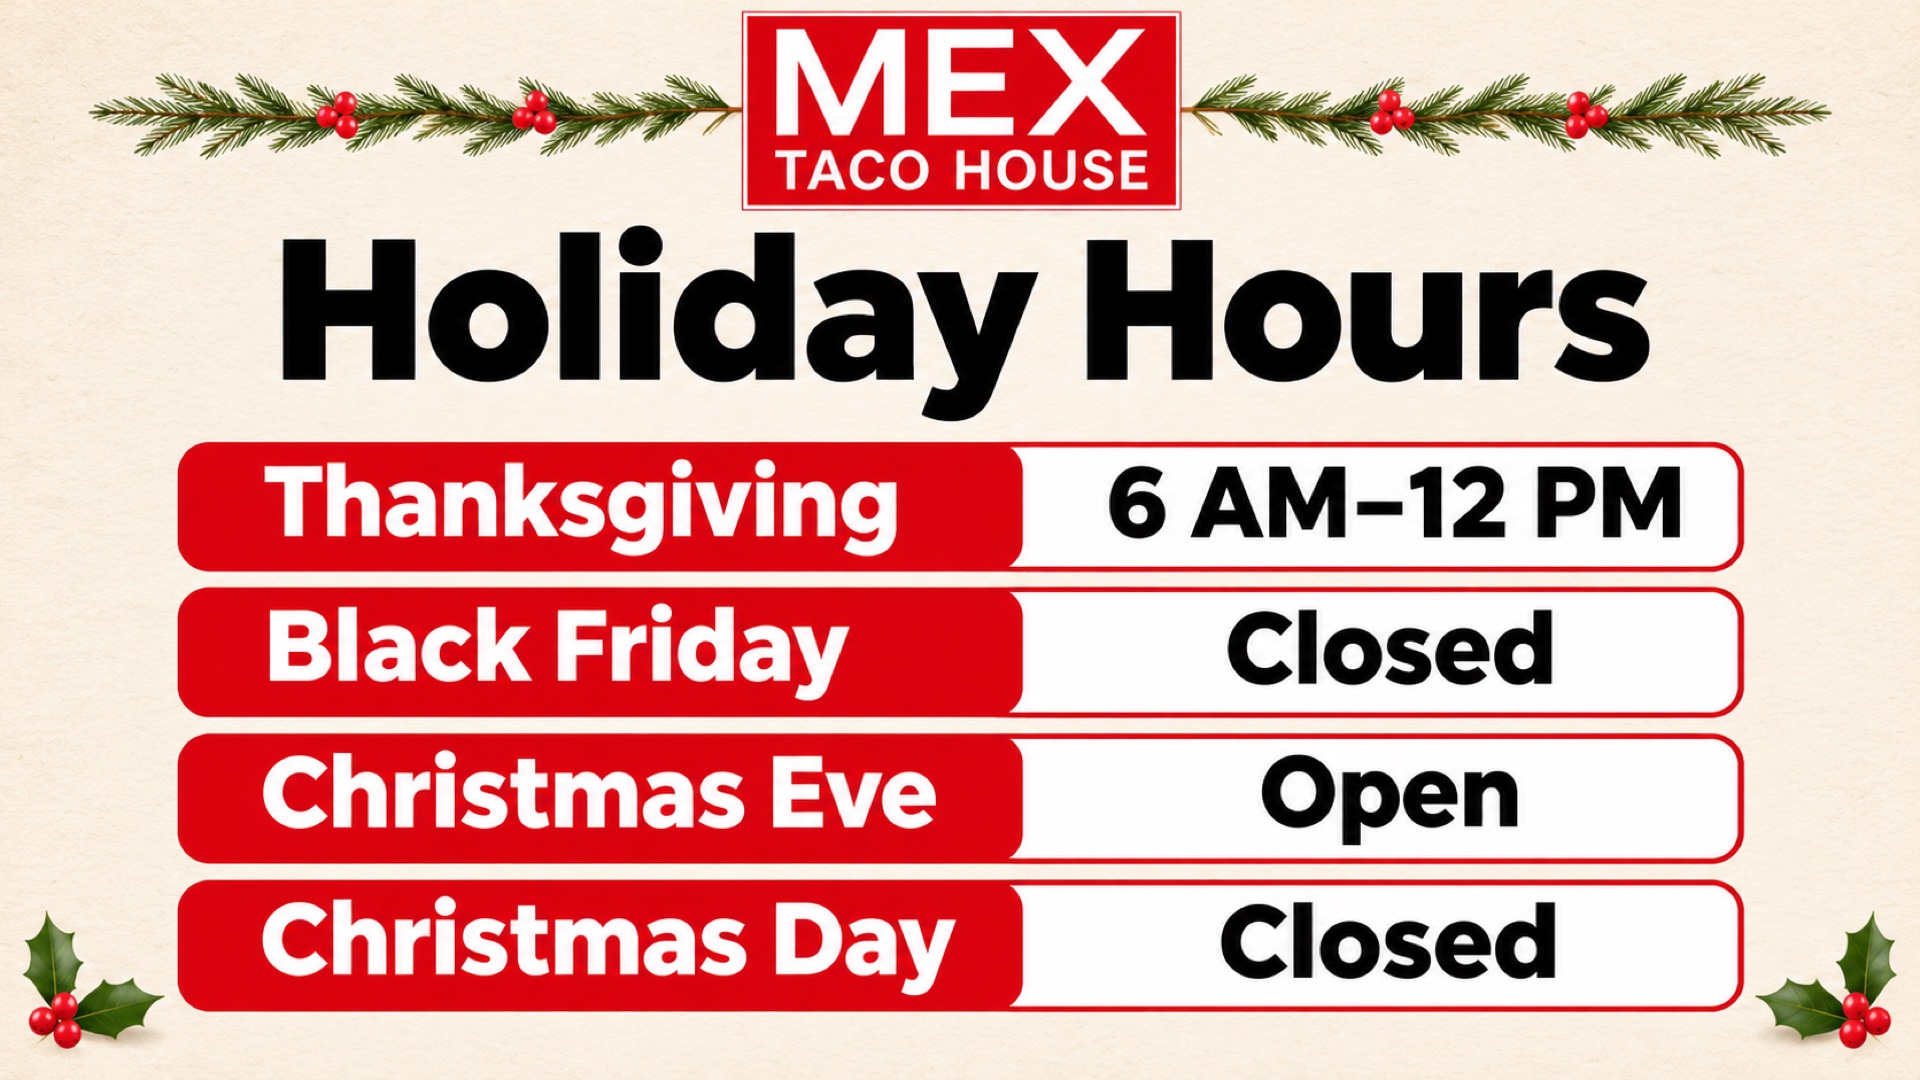 MEX
TACO HOUSE
Holiday Hours
Thanksgiving 6 AM–12 PM
Black Friday Closed
Christmas Eve Open
Christmas Day Closed